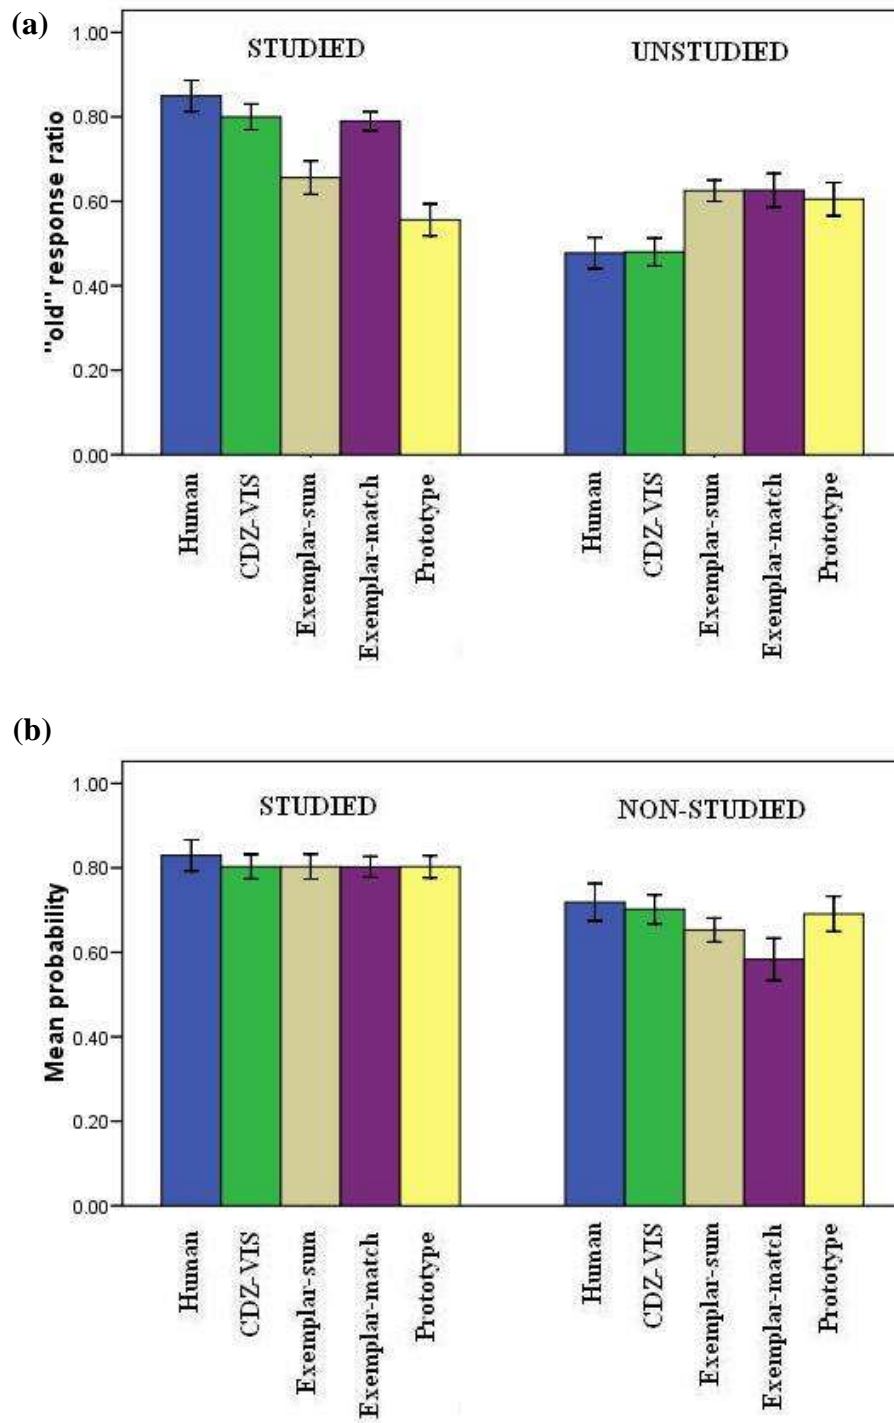 (a)
STUDIED
UNSTUDIED
"old" response ratio
1.00
0.80
0.60
0.40
0.20
0.00
Human
CDZ-VIS
Exemplar-sum
Exemplar-match
Prototype
Human
CDZ-VIS
Exemplar-sum
Exemplar-match
Prototype
(b)
STUDIED
NON-STUDIED
Mean probability
1.00
0.80
0.60
0.40
0.20
0.00
Human
CDZ-VIS
Exemplar-sum
Exemplar-match
Prototype
Human
CDZ-VIS
Exemplar-sum
Exemplar-match
Prototype